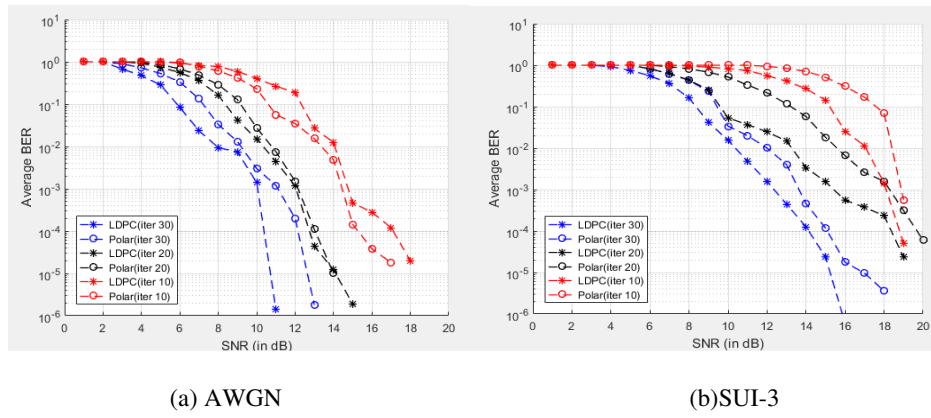 10^1
10^0
10^-1
10^-2
10^-3
10^-4
10^-5
10^-6
Average BER
LDPC(iter 30)
Polar(iter 30)
LDPC(iter 20)
Polar(iter 20)
LDPC(iter 10)
Polar(iter 10)
0 2 4 6 8 10 12 14 16 18 20
SNR (in dB)
(a) AWGN
10^1
10^0
10^-1
10^-2
10^-3
10^-4
10^-5
10^-6
Average BER
LDPC(iter 30)
Polar(iter 30)
LDPC(iter 20)
Polar(iter 20)
LDPC(iter 10)
Polar(iter 10)
0 2 4 6 8 10 12 14 16 18 20
SNR (in dB)
(b)SUI-3